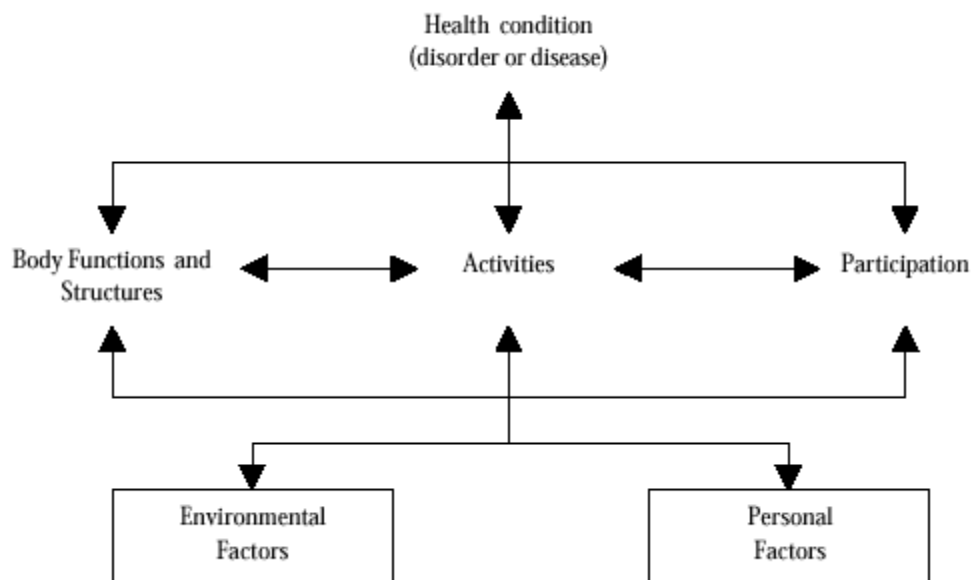 Health condition
(disorder or disease)
Body Functions and
Structures
Activities
Participation
Environmental
Factors
Personal
Factors